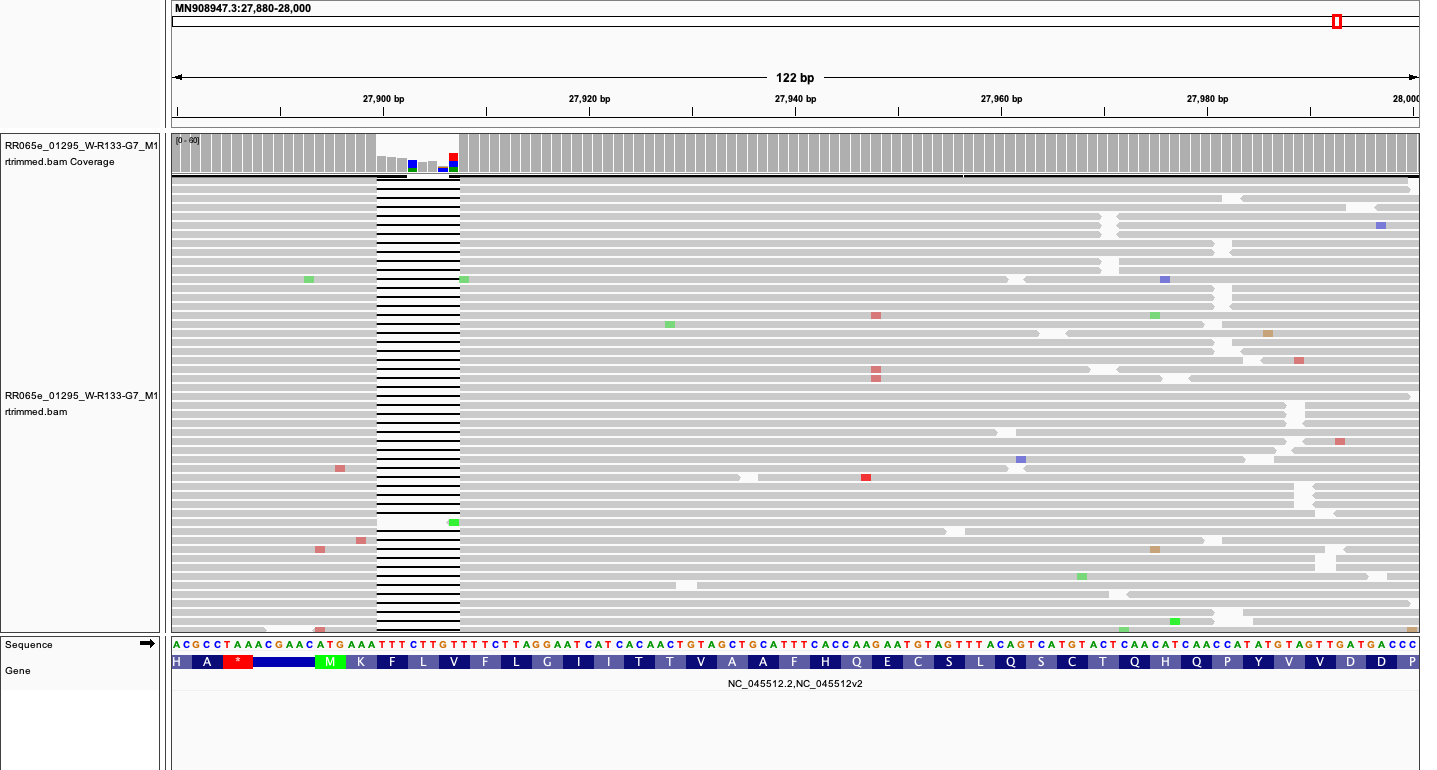 MN908947.3:27,880-28,000
122 bp
27,900 bp 27,920 bp 27,940 bp 27,960 bp 27,980 bp 28,000
RR065e_01295_W-R133-G7_M1
rtrimmed.bam Coverage
[0 - 60]
RR065e_01295_W-R133-G7_M1
rtrimmed.bam
Sequence
ACGCCTAAACGAACATGAAATTTCTTGTTTTCTTAGGAATCATCACAACTGTAGCTGCATTTCACCAAGAATGTAGTTTACAGTCATGTACTCAACATCAACCATATGTAGTTGATGACCC
Gene
H A * M K F L V F L G I I T T V A A F H Q E C S L Q S C T Q H Q P Y V V D D P
NC_045512.2,NC_045512v2